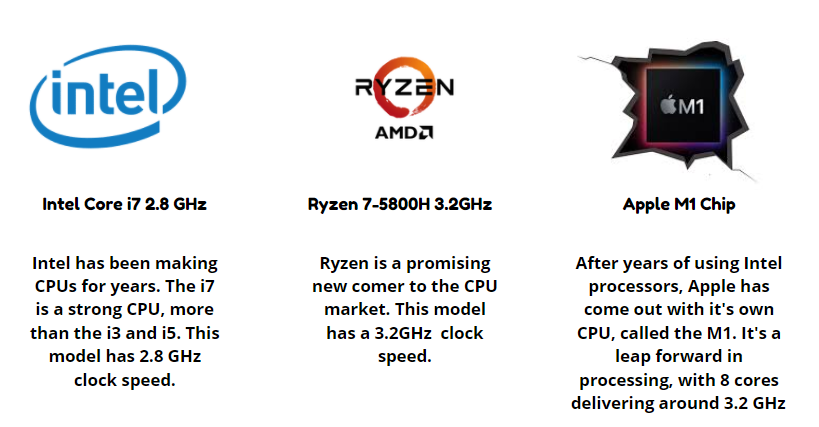 intel
RYZEN
AMD
M1
Intel Core i7 2.8 GHz
Ryzen 7-5800H 3.2GHz
Apple M1 Chip
Intel has been making
CPUs for years. The i7
is a strong CPU, more
than the i3 and i5. This
model has 2.8 GHz
clock speed.
Ryzen is a promising
new comer to the CPU
market. This model
has a 3.2GHz  clock
speed.
After years of using Intel
processors, Apple has
come out with it's own
CPU, called the M1. It's a
leap forward in
processing, with 8 cores
delivering around 3.2 GHz